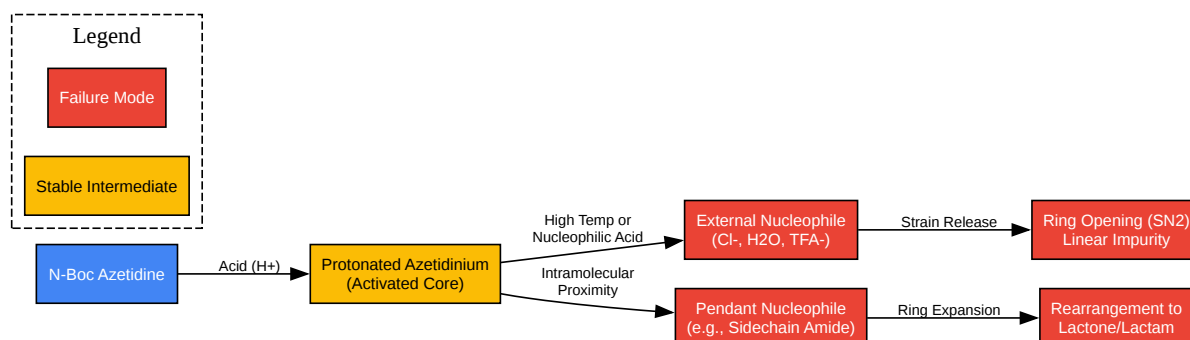 Legend
Failure Mode
Stable Intermediate
N-Boc Azetidine
Acid (H+)
Protonated Azetidinium
(Activated Core)
High Temp or
Nucleophilic Acid
External Nucleophile
(Cl-, H2O, TFA-)
Strain Release
Ring Opening (SN2)
Linear Impurity
Intramolecular
Proximity
Pendant Nucleophile
(e.g., Sidechain Amide)
Ring Expansion
Rearrangement to
Lactone/Lactam